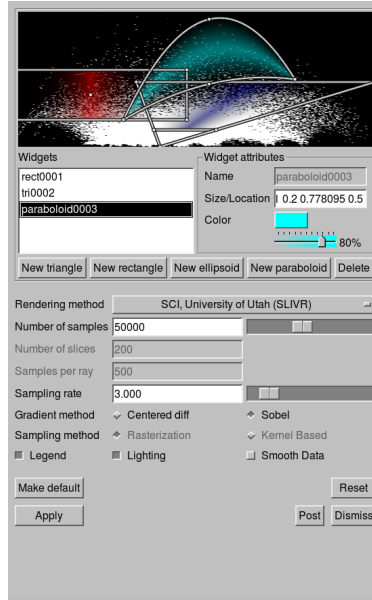 Widgets
Widget attributes
rect0001
tri0002
paraboloid0003
Name paraboloid0003
Size/Location 0.2 0.778095 0.5
Color
80%
New triangle New rectangle New ellipsoid New paraboloid Delete
Rendering method SCI, University of Utah (SLIVR)
Number of samples 50000
Number of slices 200
Samples per ray 500
Sampling rate 3.000
Gradient method Centered diff Sobel
Sampling method Rasterization Kernel Based
Legend Lighting Smooth Data
Make default Reset
Apply Post Dismiss